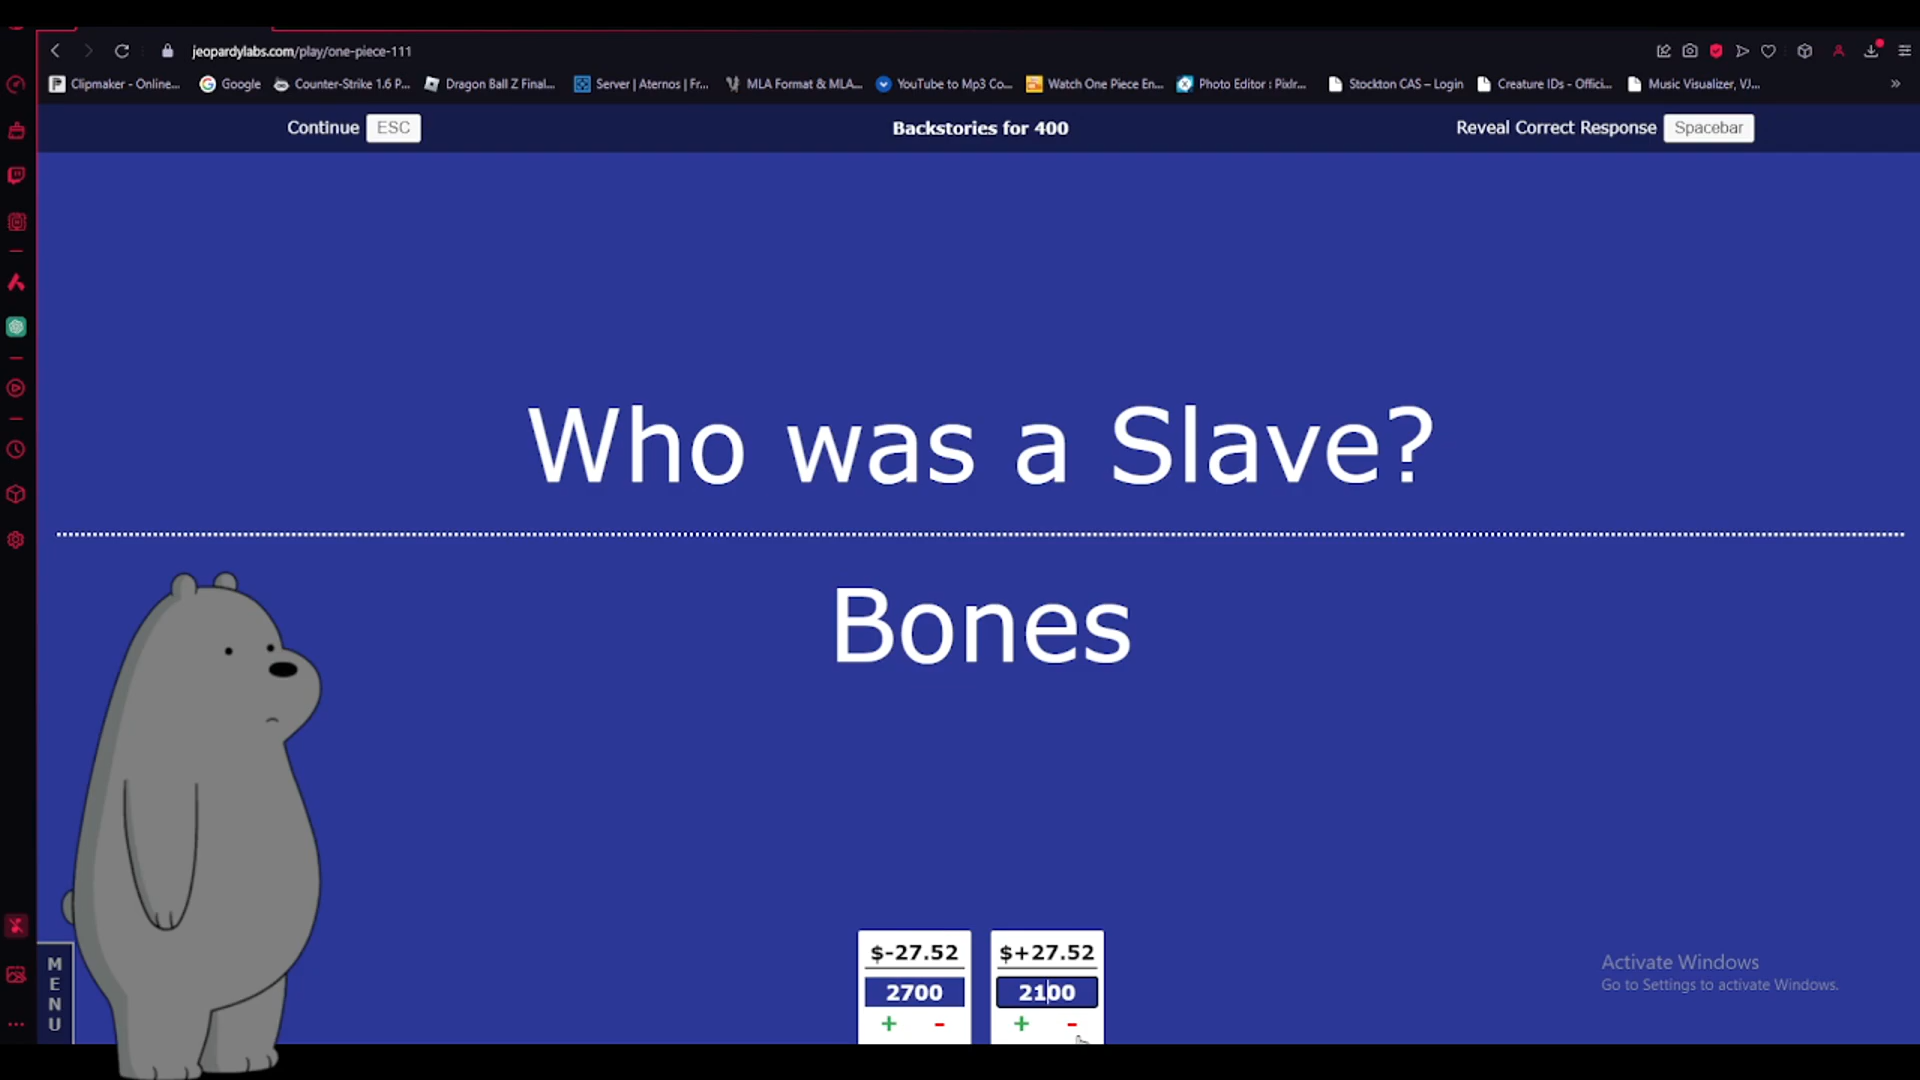 jeopardylabs.com/play/one-piece-111
Clipmaker - Online...
Google
Counter-Strike 1.6 P...
Dragon Ball Z Final...
Server | Aternos | Fr...
MLA Format & MLA...
YouTube to Mp3 Co...
Watch One Piece En...
Photo Editor : Pixlr...
Stockton CAS – Login
Creature IDs - Offici...
Music Visualizer, VJ...
Continue ESC
Backstories for 400
Reveal Correct Response Spacebar
Who was a Slave?
Bones
$-27.52
$+27.52
2700
2100
+ -
+ -
MENU
Activate Windows
Go to Settings to activate Windows.